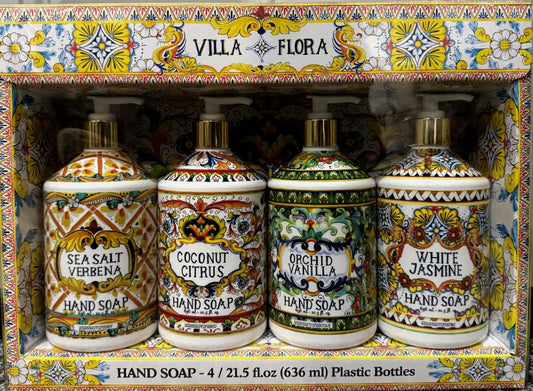 VILLA FLORA
SEA SALT
VERBENA
HAND SOAP
COCONUT
CITRUS
HAND SOAP
ORCHID
VANILLA
HAND SOAP
WHITE
JASMINE
HAND SOAP
HAND SOAP - 4 / 21.5 fl.oz (636 ml) Plastic Bottles